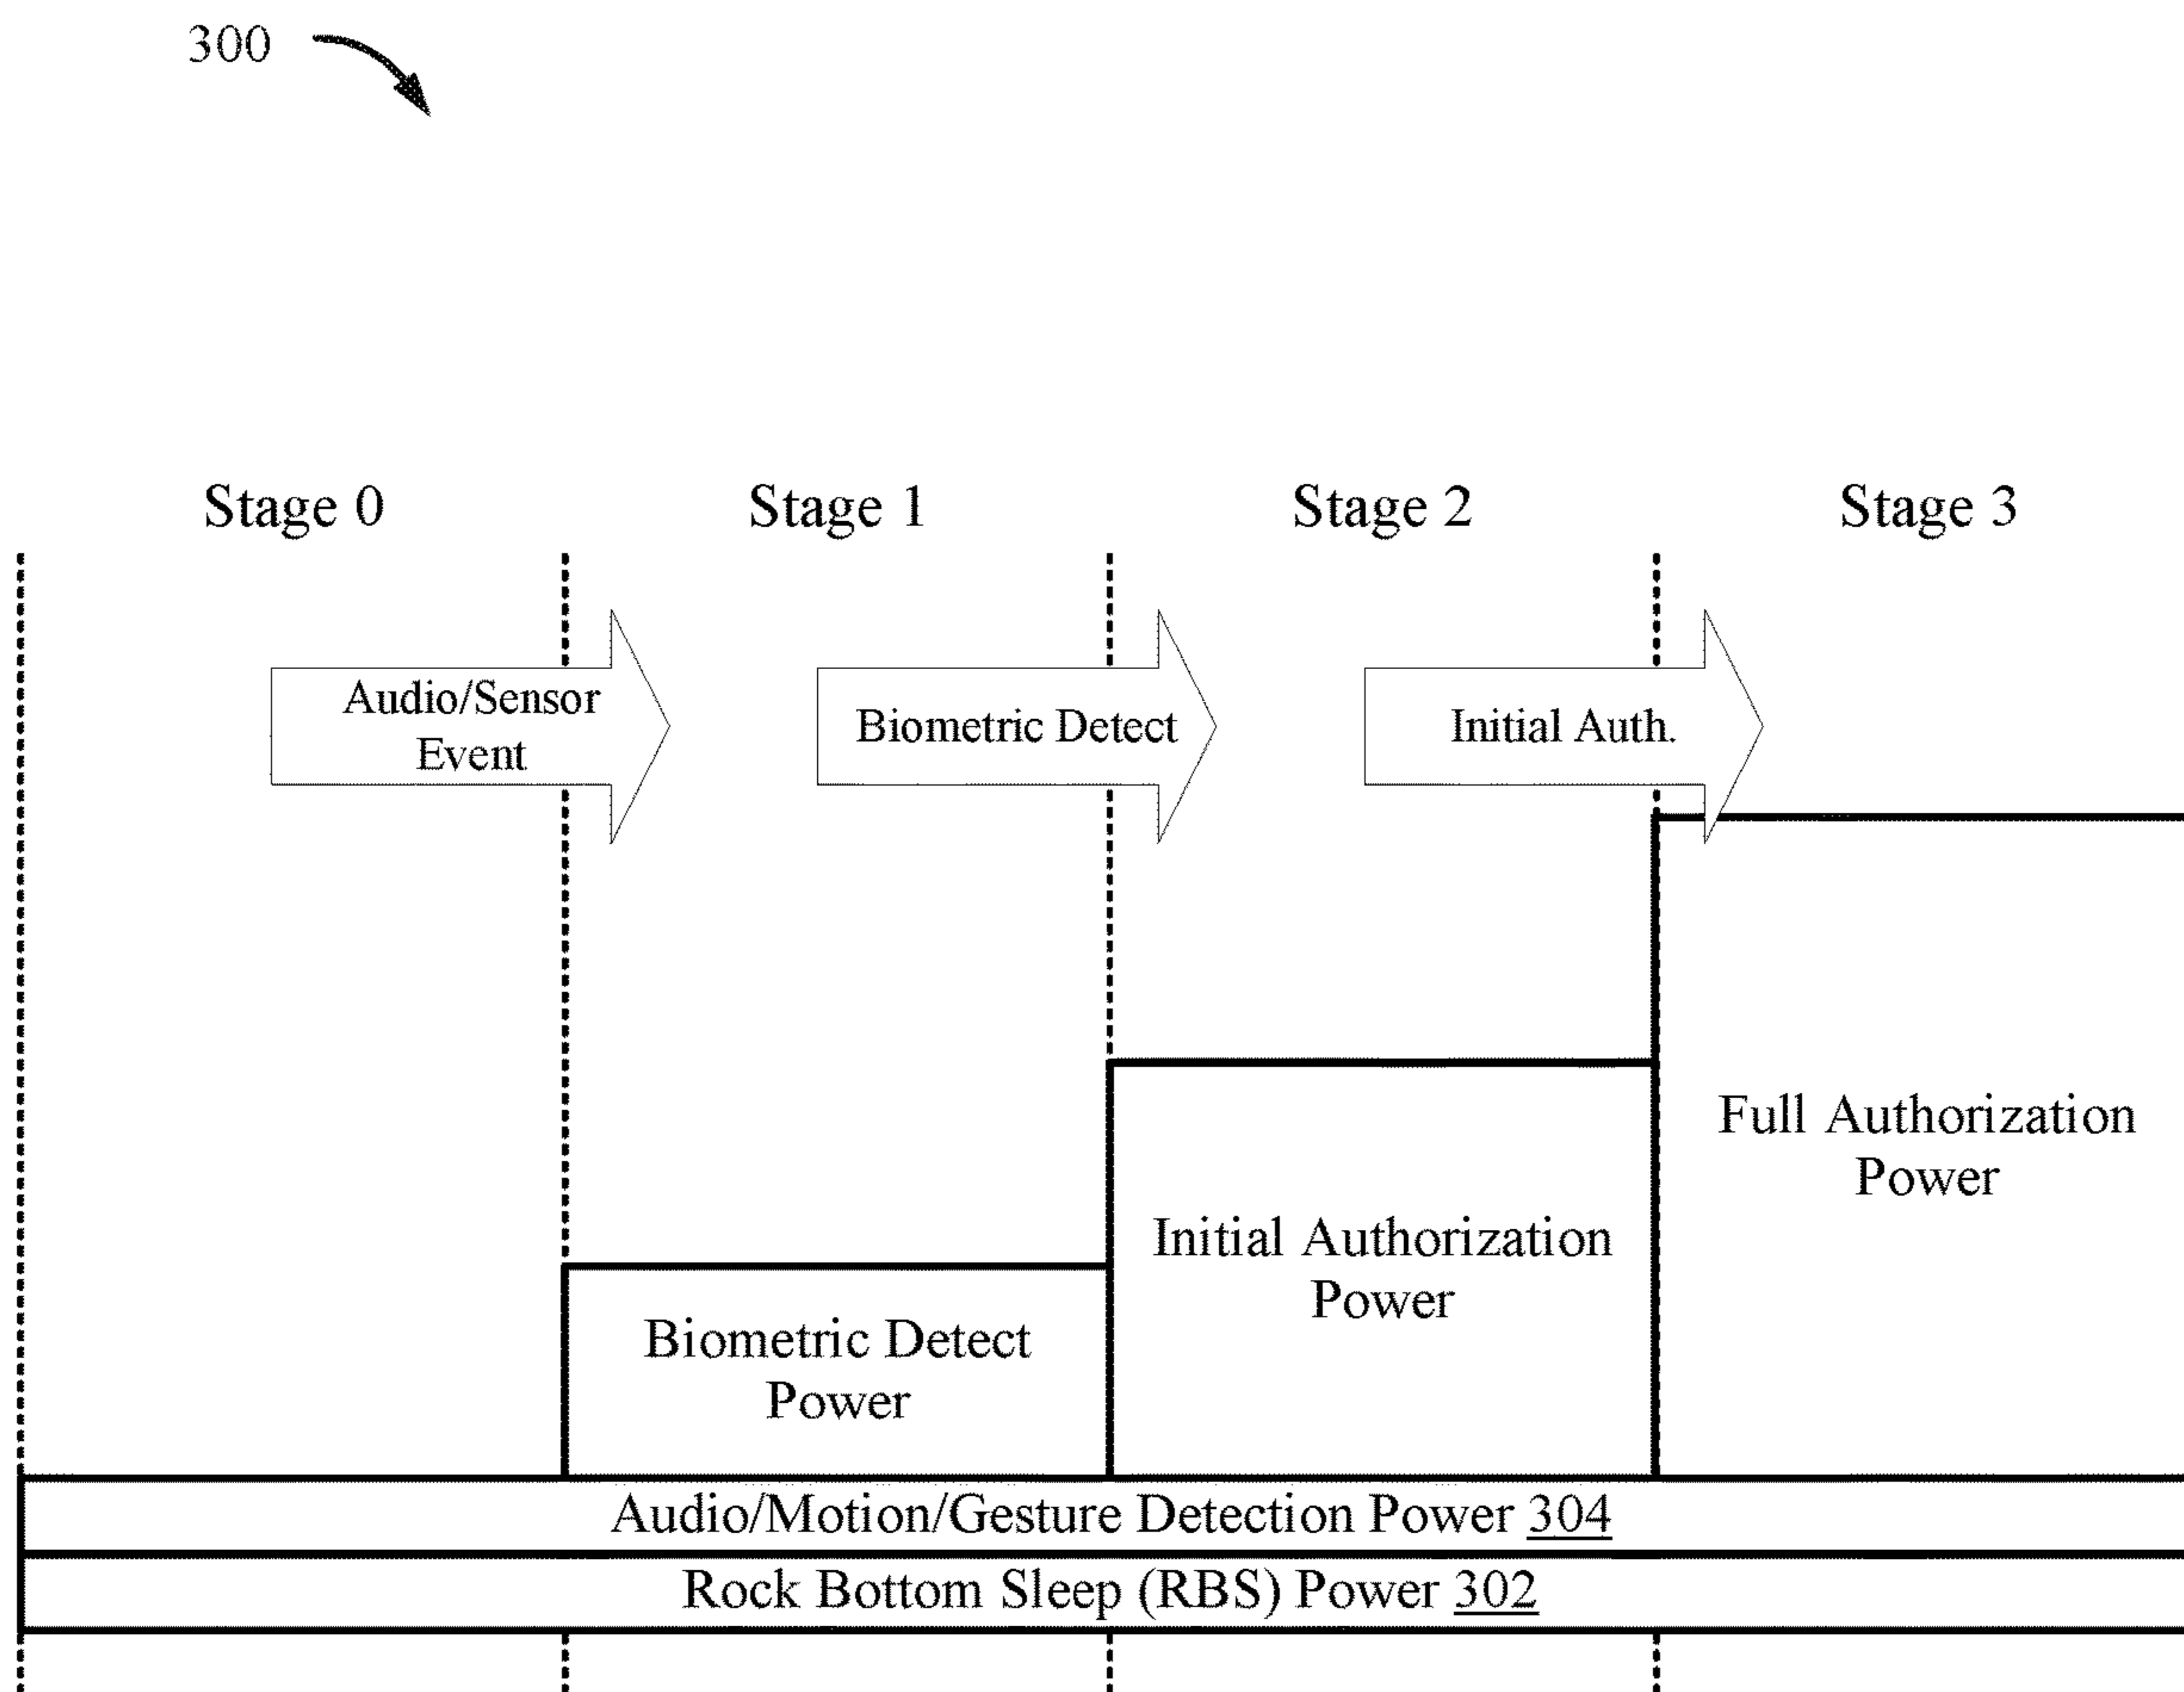 300
Stage 0
Stage 1
Stage 2
Stage 3
Audio/Sensor
Event
Biometric Detect
Initial Auth.
Full Authorization
Power
Initial Authorization
Power
Biometric Detect
Power
Audio/Motion/Gesture Detection Power 304
Rock Bottom Sleep (RBS) Power 302